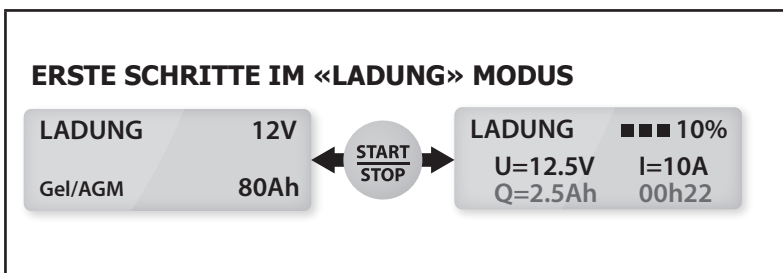 ERSTE SCHRITTE IM «LADUNG» MODUS
LADUNG 12V
Gel/AGM 80Ah
START
STOP
LADUNG ■■■ 10%
U=12.5V I=10A
Q=2.5Ah 00h22